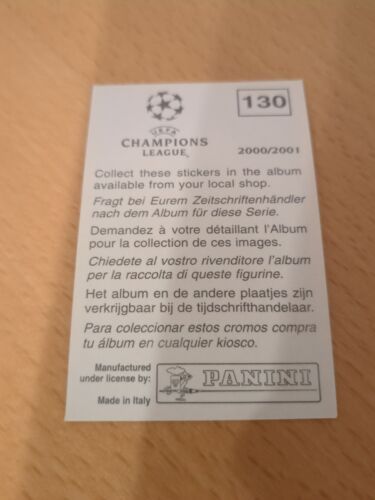 130
UEFA
CHAMPIONS
LEAGUE
2000/2001
Collect these stickers in the album
available from your local shop.
Fragt bei Eurem Zeitschriftenhändler
nach dem Album für diese Serie.
Demandez à votre détaillant l'Album
pour la collection de ces images.
Chiedete al vostro rivenditore l'album
per la raccolta di queste figurine.
Het album en de andere plaatjes zijn
verkrijgbaar bij de tijdschrifthandelaar.
Para coleccionar estos cromos compra
tu álbum en cualquier kiosco.
Manufactured
under license by:
PANINI
Made in Italy